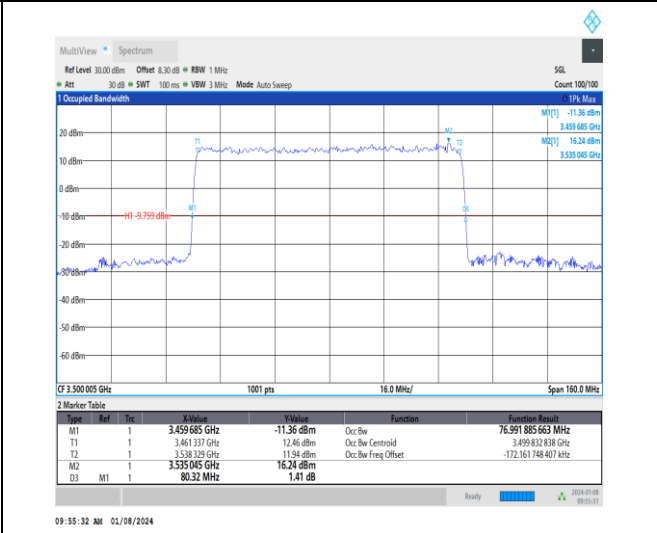 MultiView Spectrum
Ref Level 30.00 dBm Offset 8.30 dB RBW 1 MHz SGL
Att 30 dB SWT 100 ms VBW 3 MHz Mode Auto Sweep Count 100/100
1 Occupied Bandwidth 1Pk Max
M1[1] -11.36 dBm
3.459 685 GHz
M2[1] 16.24 dBm
3.535 045 GHz
20 dBm
M2
T1 T2
10 dBm
0 dBm
M1 D3
-10 dBm H1 -9.759 dBm
-20 dBm
-30 dBm
-40 dBm
-50 dBm
-60 dBm
CF 3.500 005 GHz 1001 pts 16.0 MHz/ Span 160.0 MHz
2 Marker Table
Type Ref Trc X-Value Y-Value Function Function Result
M1 1 3.459 685 GHz -11.36 dBm Occ Bw 76.991 885 663 MHz
T1 1 3.461 337 GHz 12.46 dBm Occ Bw Centroid 3.499 832 838 GHz
T2 1 3.538 329 GHz 11.94 dBm Occ Bw Freq Offset -172.161 748 407 kHz
M2 1 3.535 045 GHz 16.24 dBm
D3 M1 1 80.32 MHz 1.41 dB
Ready 2024-01-08
09:55:31
09:55:32 AM 01/08/2024